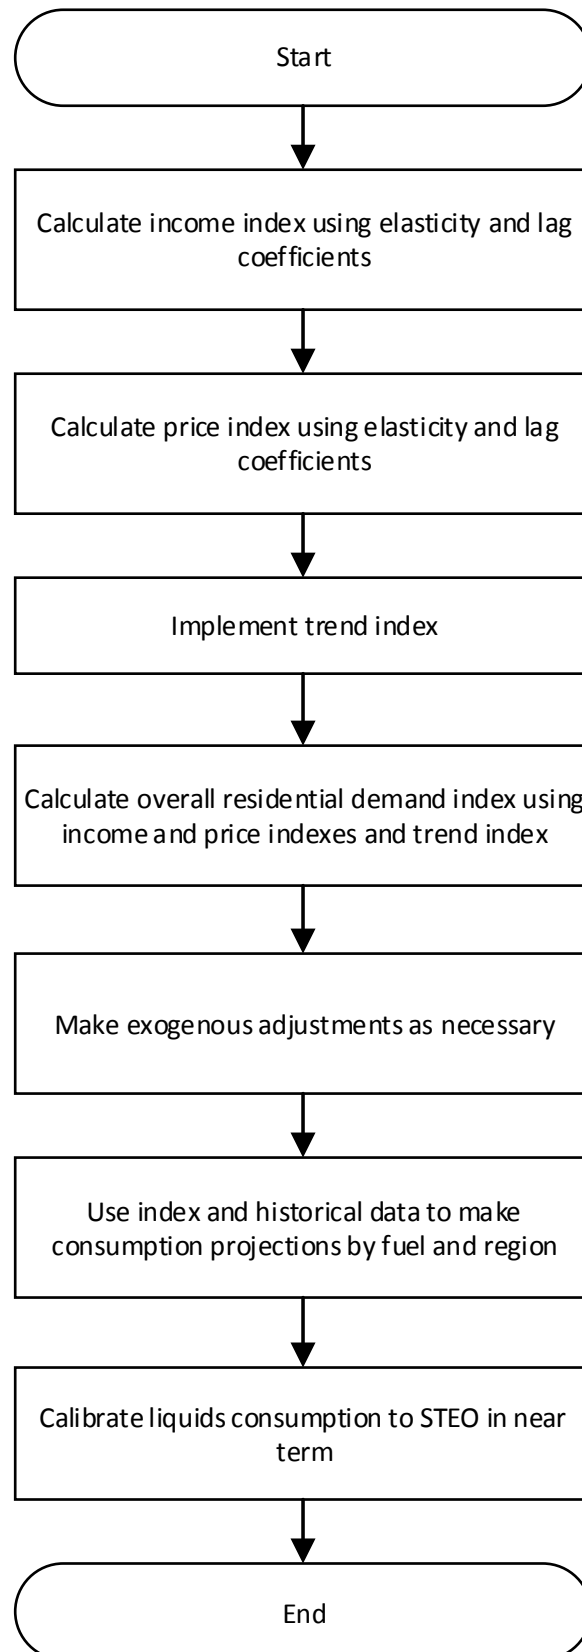 Start
Calculate income index using elasticity and lag
coefficients
Calculate price index using elasticity and lag
coefficients
Implement trend index
Calculate overall residential demand index using
income and price indexes and trend index
Make exogenous adjustments as necessary
Use index and historical data to make
consumption projections by fuel and region
Calibrate liquids consumption to STEO in near
term
End